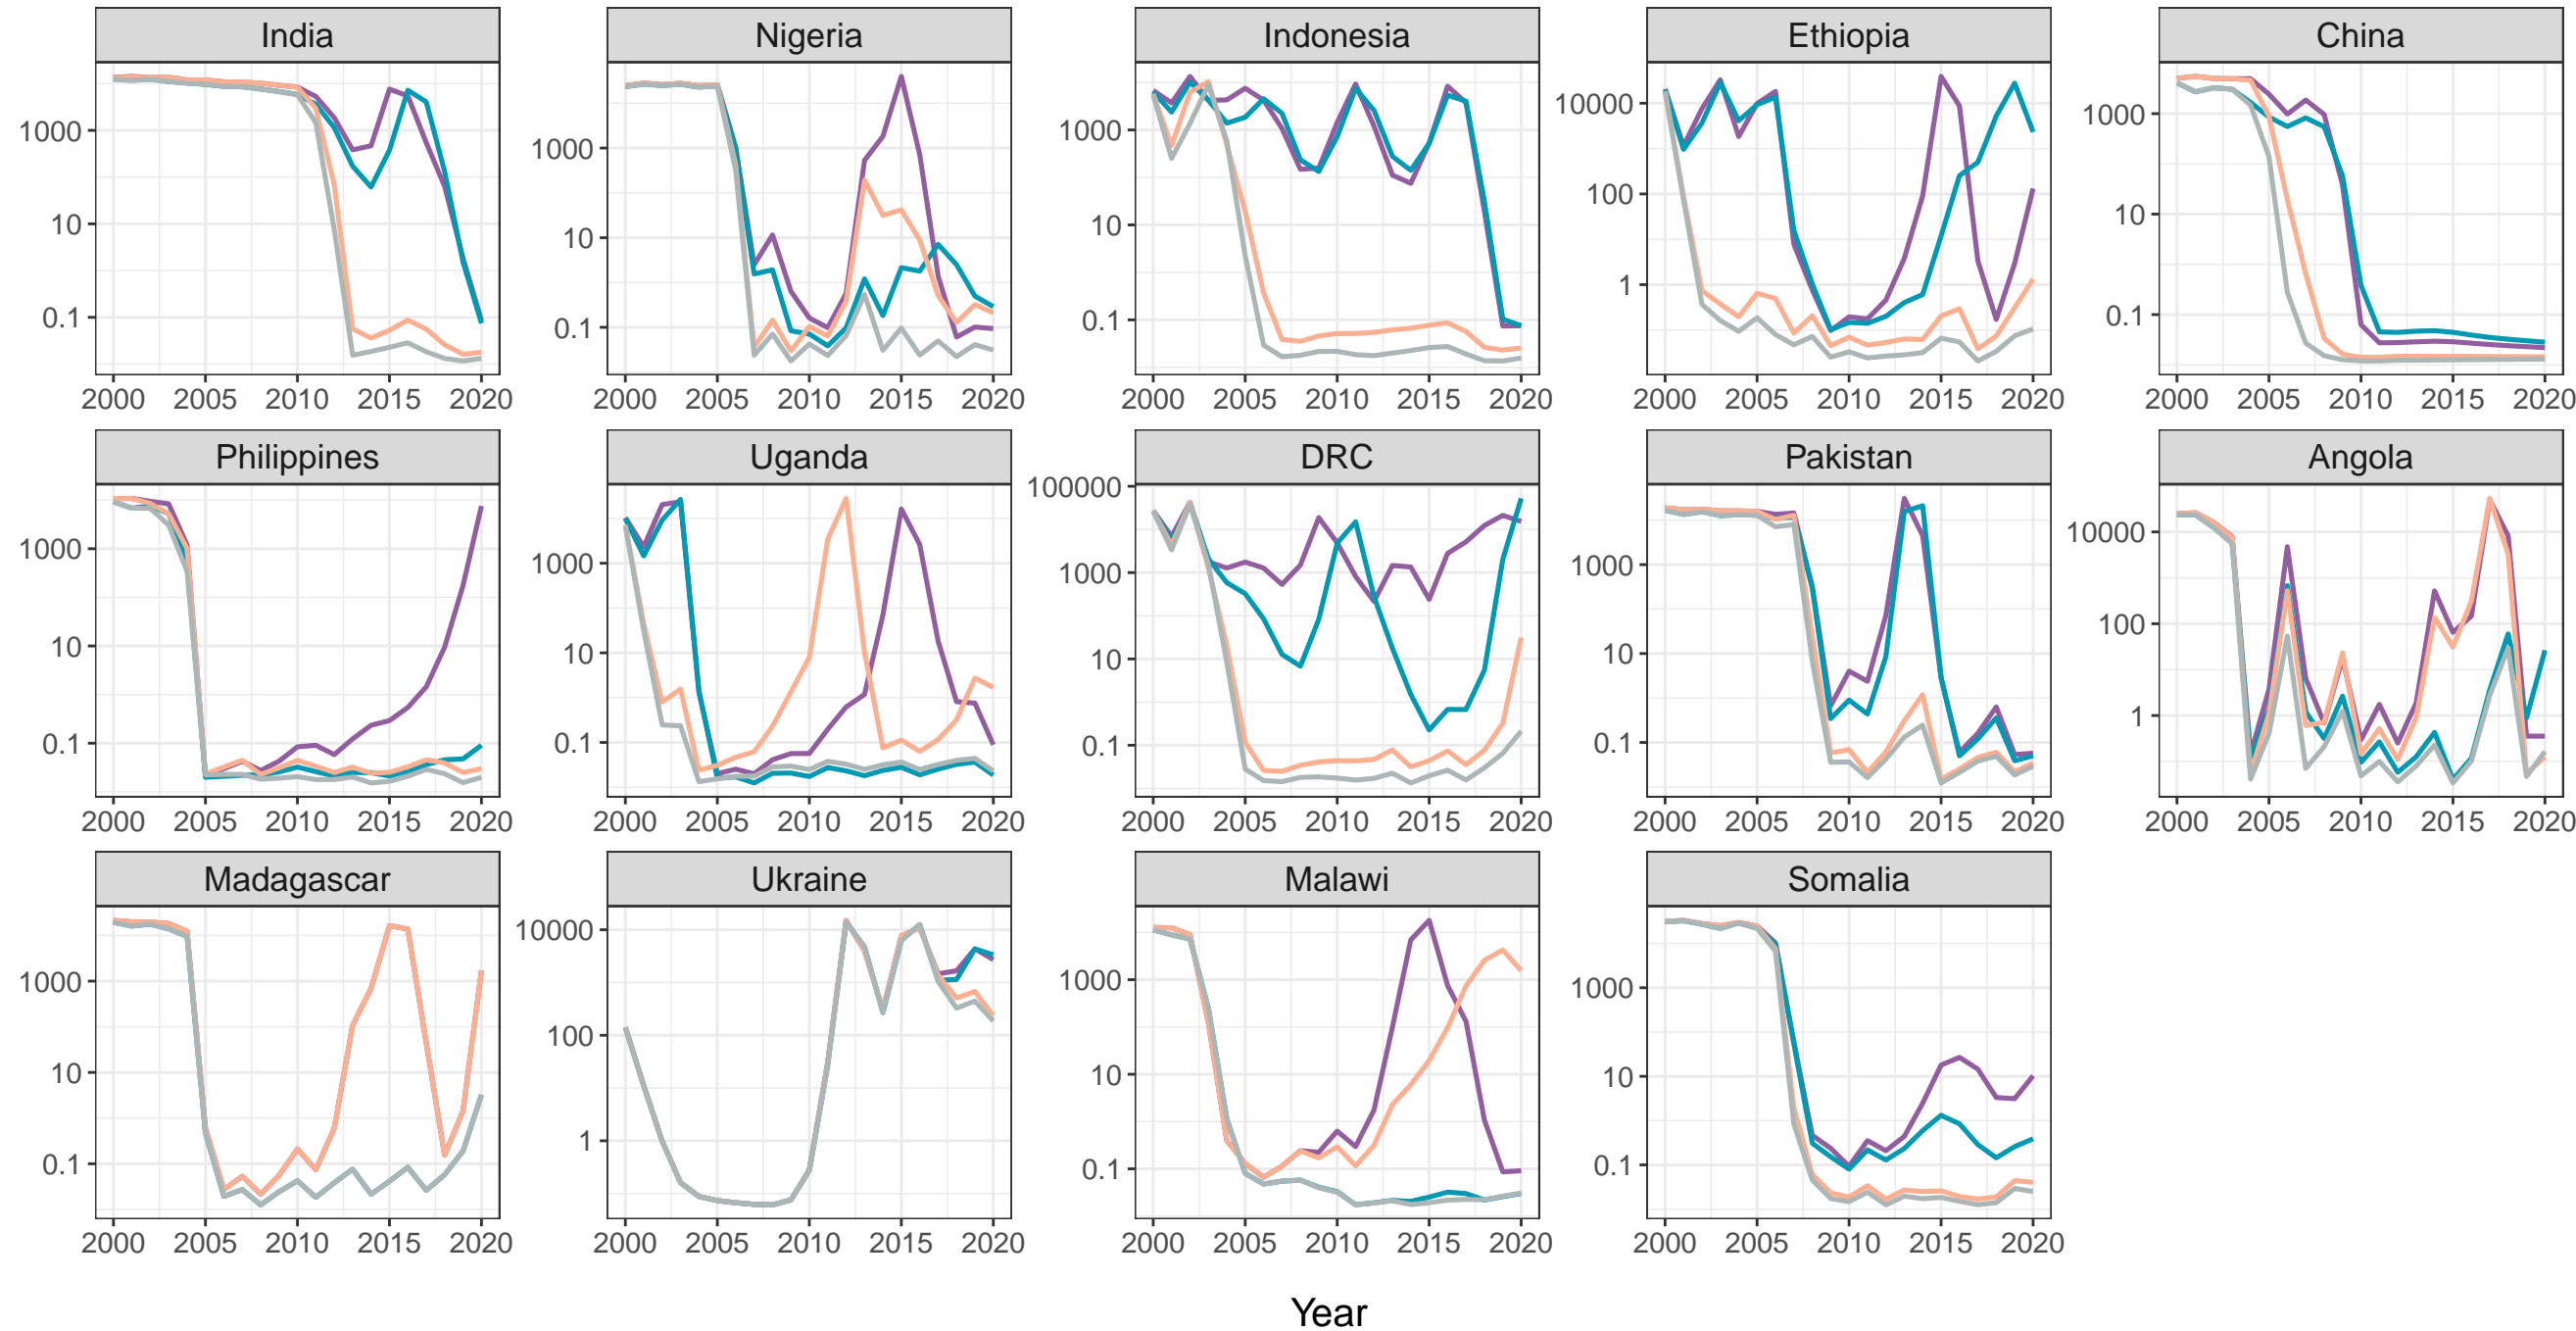 India Nigeria Indonesia Ethiopia China
1000 10 0.1
1000 10 0.1
1000 10 0.1
10000 100 1
1000 10 0.1
2000 2005 2010 2015 2020 2000 2005 2010 2015 2020 2000 2005 2010 2015 2020 2000 2005 2010 2015 2020 2000 2005 2010 2015 2020
Philippines Uganda DRC Pakistan Angola
1000 10 0.1
1000 10 0.1
100000 1000 10 0.1
1000 10 0.1
10000 100 1
2000 2005 2010 2015 2020 2000 2005 2010 2015 2020 2000 2005 2010 2015 2020 2000 2005 2010 2015 2020 2000 2005 2010 2015 2020
Madagascar Ukraine Malawi Somalia
1000 10 0.1
10000 100 1
1000 10 0.1
1000 10 0.1
2000 2005 2010 2015 2020 2000 2005 2010 2015 2020 2000 2005 2010 2015 2020 2000 2005 2010 2015 2020
Year